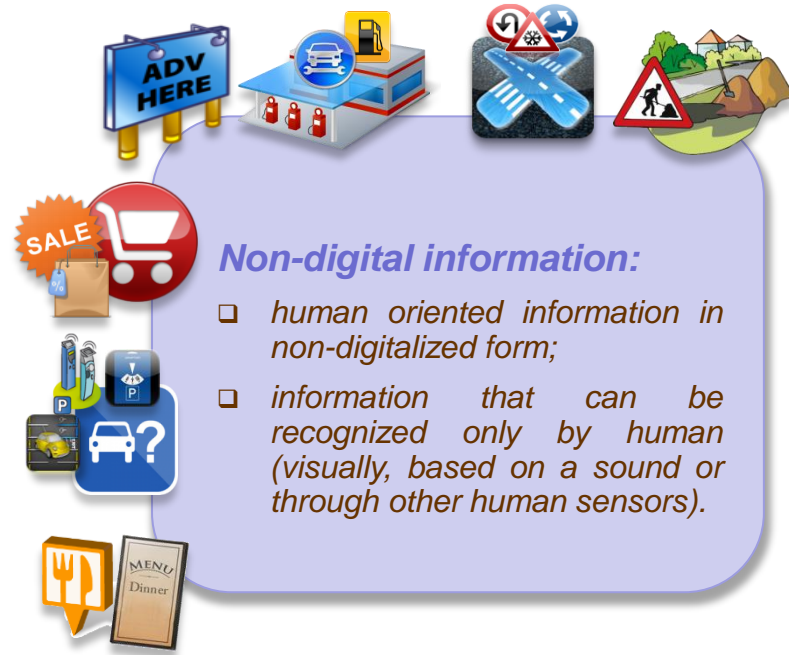 ADV
HERE
SALE
%
P
P
MENU
Dinner
Non-digital information:
human oriented information in
non-digitalized form;
information that can be
recognized only by human
(visually, based on a sound or
through other human sensors).
?